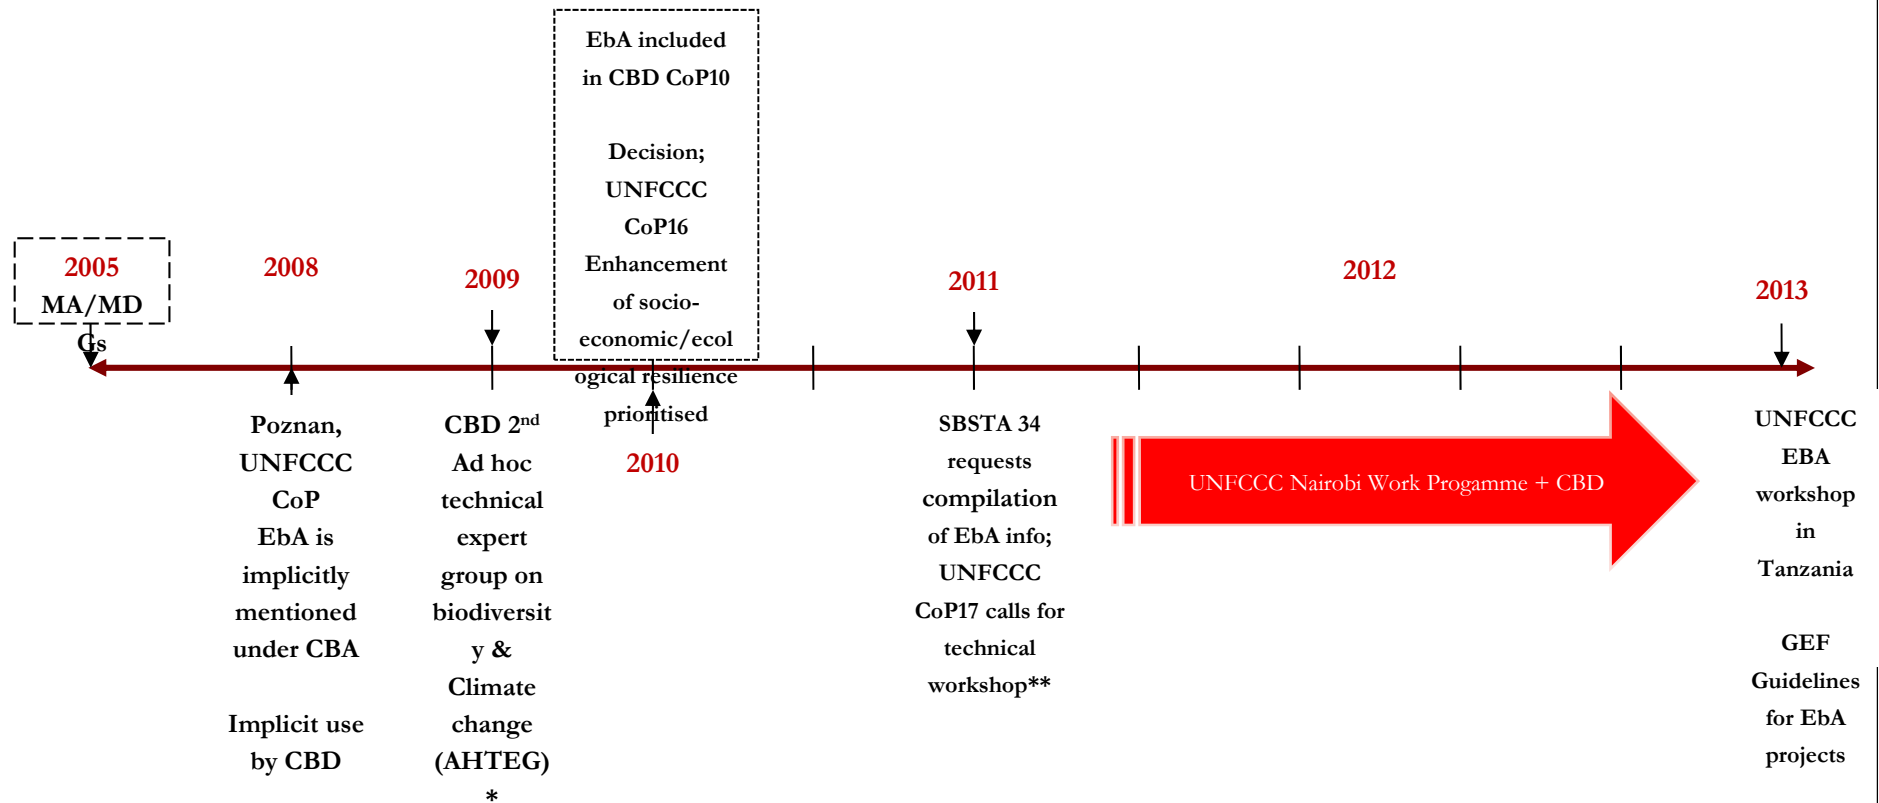 2005
MA/MD
Gs
2008
Poznan,
UNFCCC
CoP
EbA is
implicitly
mentioned
under CBA
Implicit use
by CBD
2009
CBD 2nd
Ad hoc
technical
expert
group on
biodiversit
y &
Climate
change
(AHTEG)
*
EbA included
in CBD CoP10
Decision;
UNFCCC
CoP16
Enhancement
of socio-
economic/ecol
ogical resilience
prioritised
2010
2011
SBSTA 34
requests
compilation
of EbA info;
UNFCCC
CoP17 calls for
technical
workshop**
2012
UNFCCC Nairobi Work Progamme + CBD
2013
UNFCCC
EBA
workshop
in
Tanzania
GEF
Guidelines
for EbA
projects